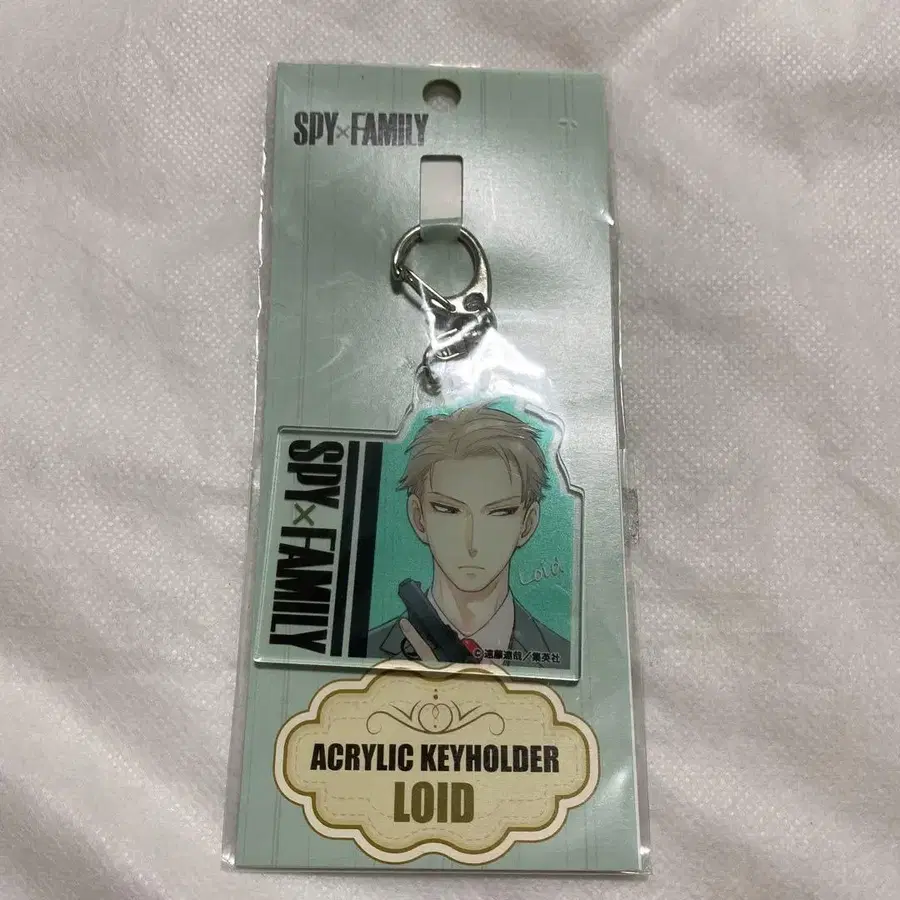 SPY×FAMILY
SPY×FAMILY
Loid
©遠藤達哉／集英社
ACRYLIC KEYHOLDER
LOID